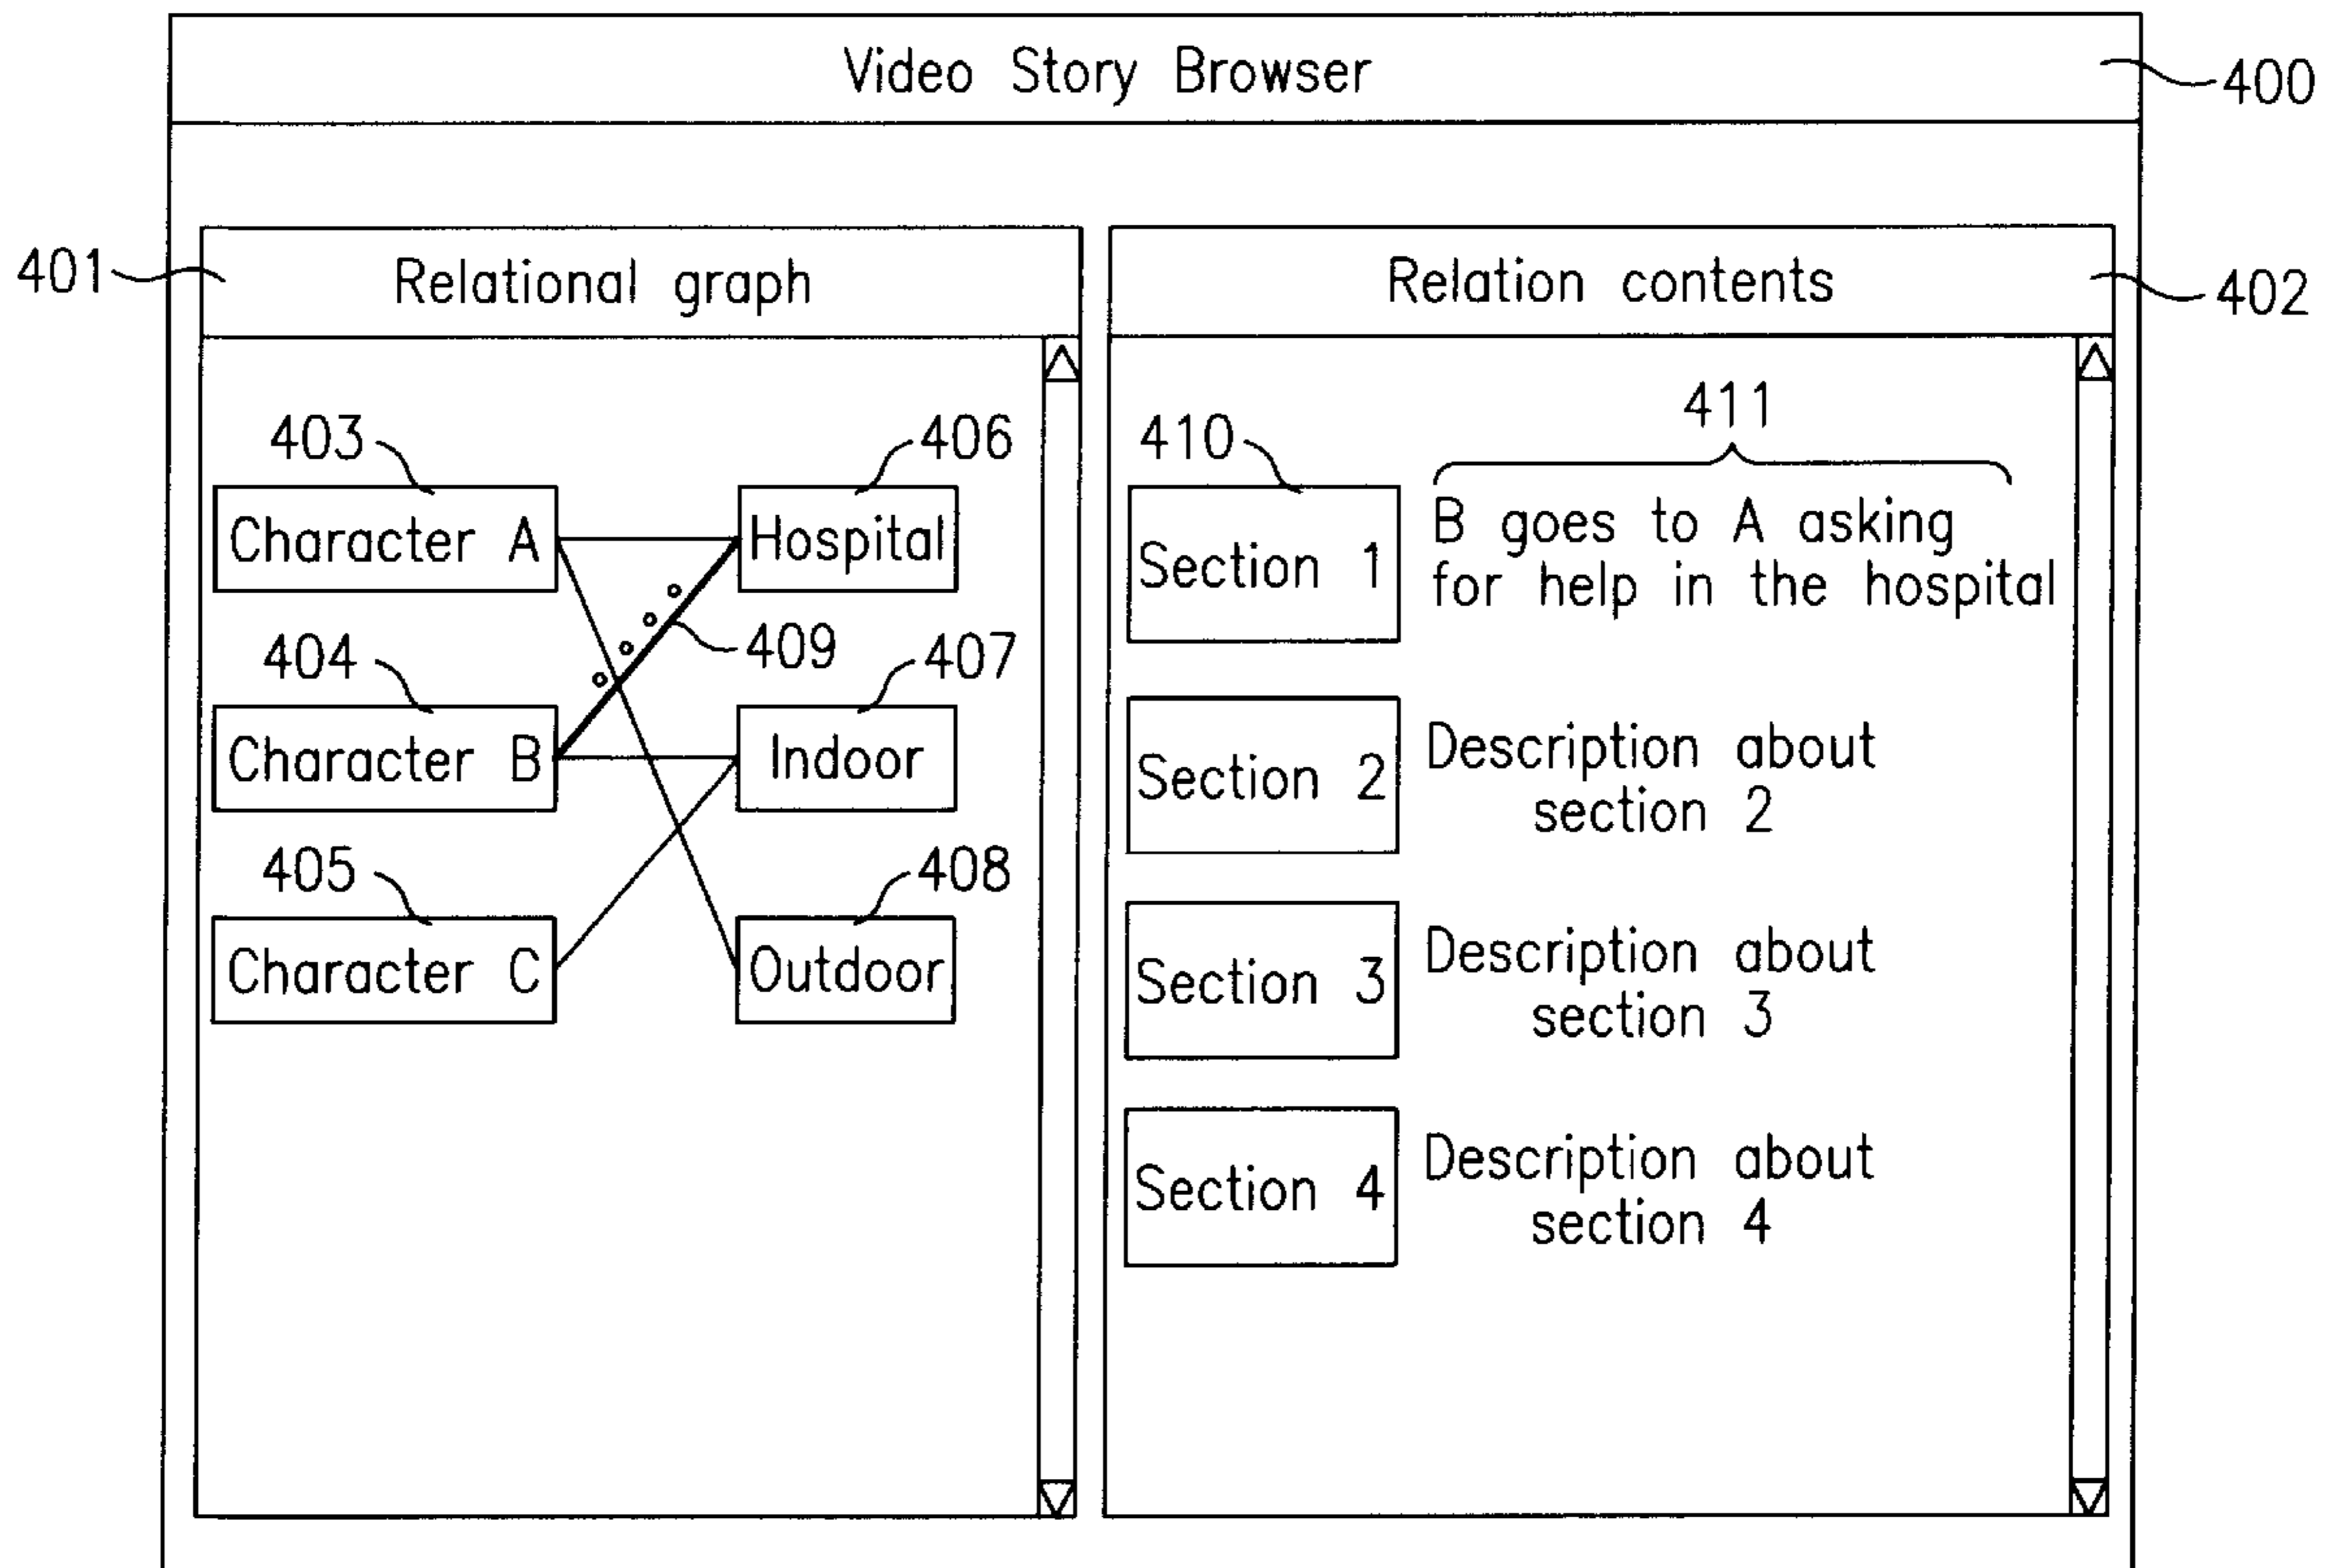 Video Story Browser
400
401
Relational graph
Relation contents
402
403
406
Character A
Hospital
409
404
407
Character B
Indoor
405
408
Character C
Outdoor
410
411
Section 1
B goes to A asking
for help in the hospital
Section 2
Description about
section 2
Section 3
Description about
section 3
Section 4
Description about
section 4